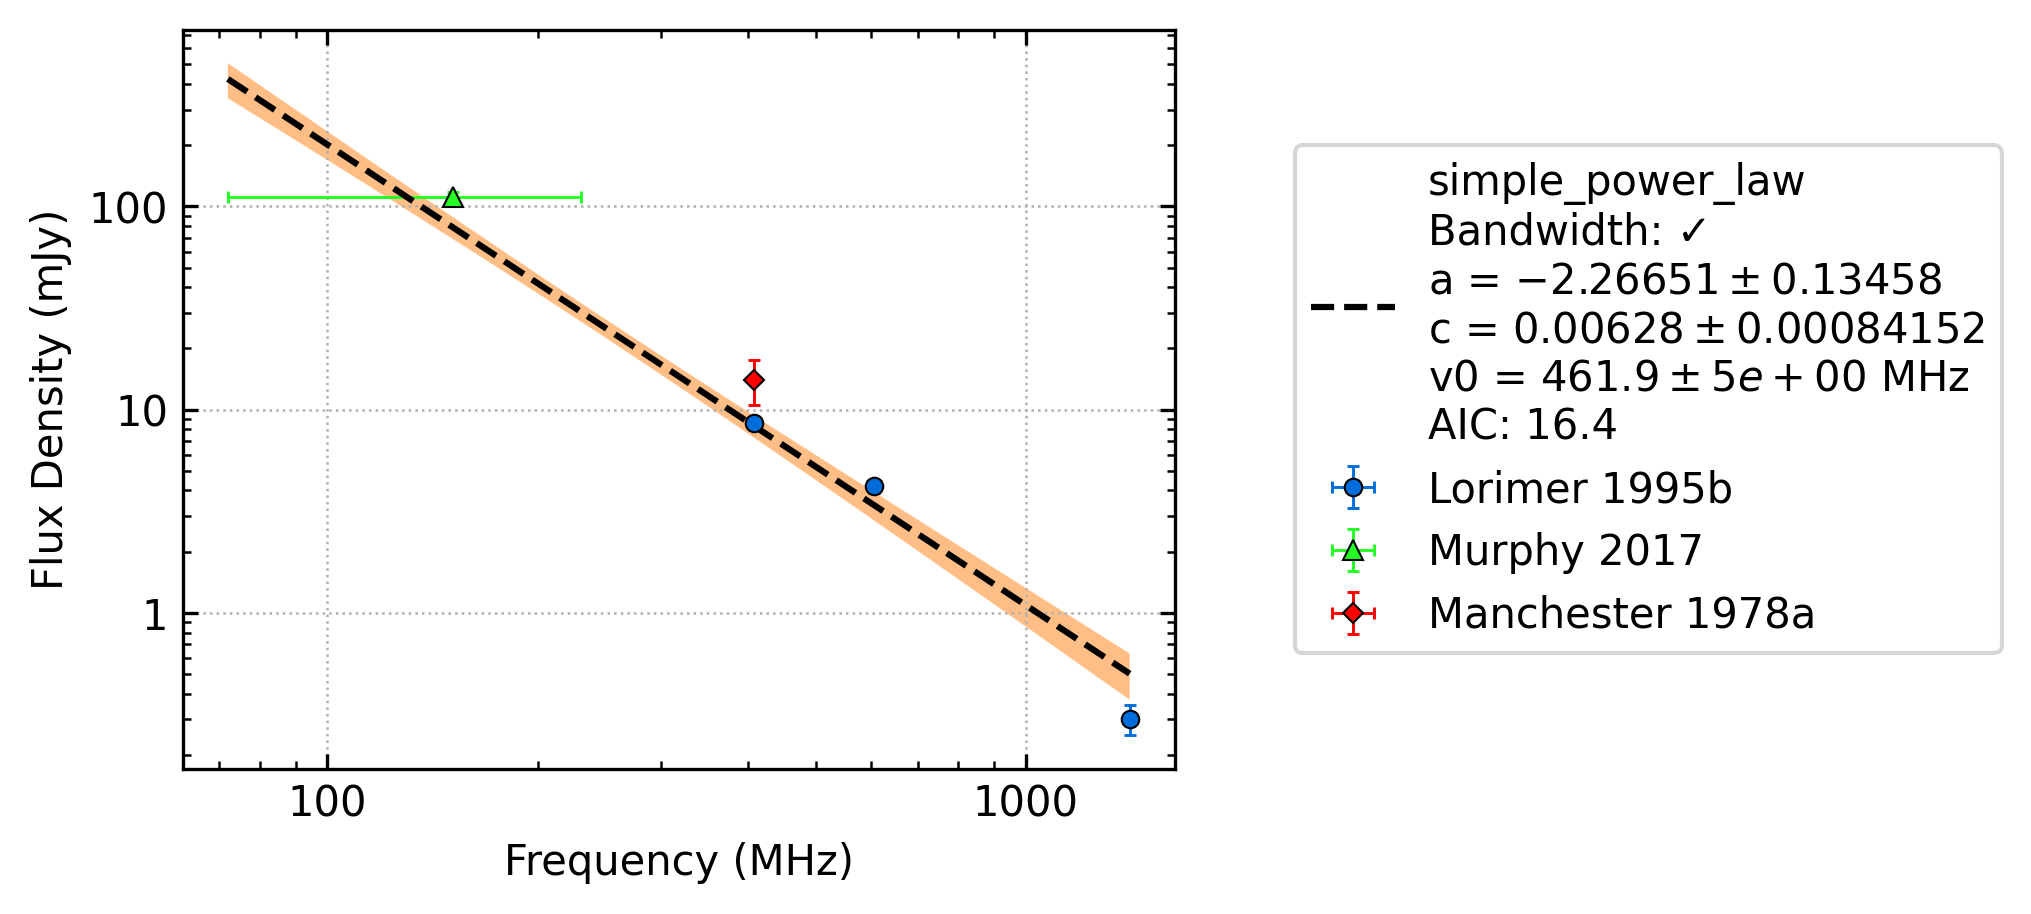 Flux Density (mJy)
100
10
1
100
1000
Frequency (MHz)
simple_power_law
Bandwidth: ✓
a = −2.26651 ± 0.13458
c = 0.00628 ± 0.00084152
v0 = 461.9 ± 5e + 00 MHz
AIC: 16.4
Lorimer 1995b
Murphy 2017
Manchester 1978a